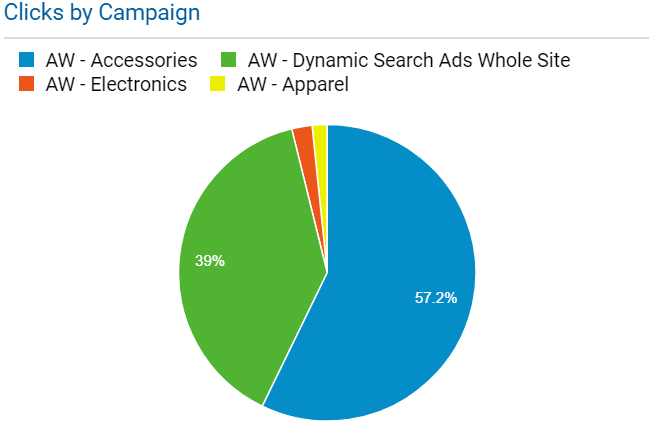 Clicks by Campaign
AW - Accessories AW - Dynamic Search Ads Whole Site
AW - Electronics AW - Apparel
39%
57.2%